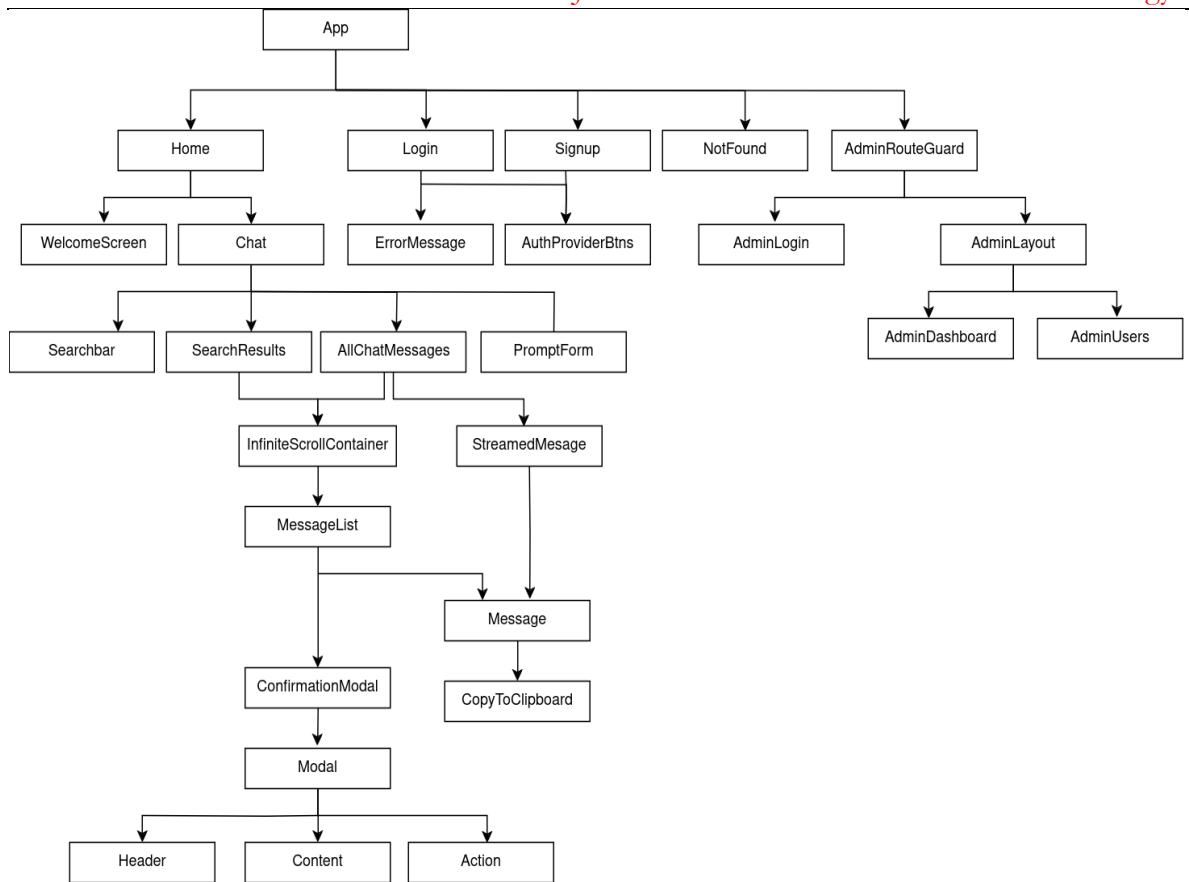 App
Home
Login
Signup
NotFound
AdminRouteGuard
WelcomeScreen
Chat
ErrorMessage
AuthProviderBtns
AdminLogin
AdminLayout
Searchbar
SearchResults
AllChatMessages
PromptForm
AdminDashboard
AdminUsers
InfiniteScrollContainer
StreamedMesage
MessageList
Message
ConfirmationModal
CopyToClipboard
Modal
Header
Content
Action